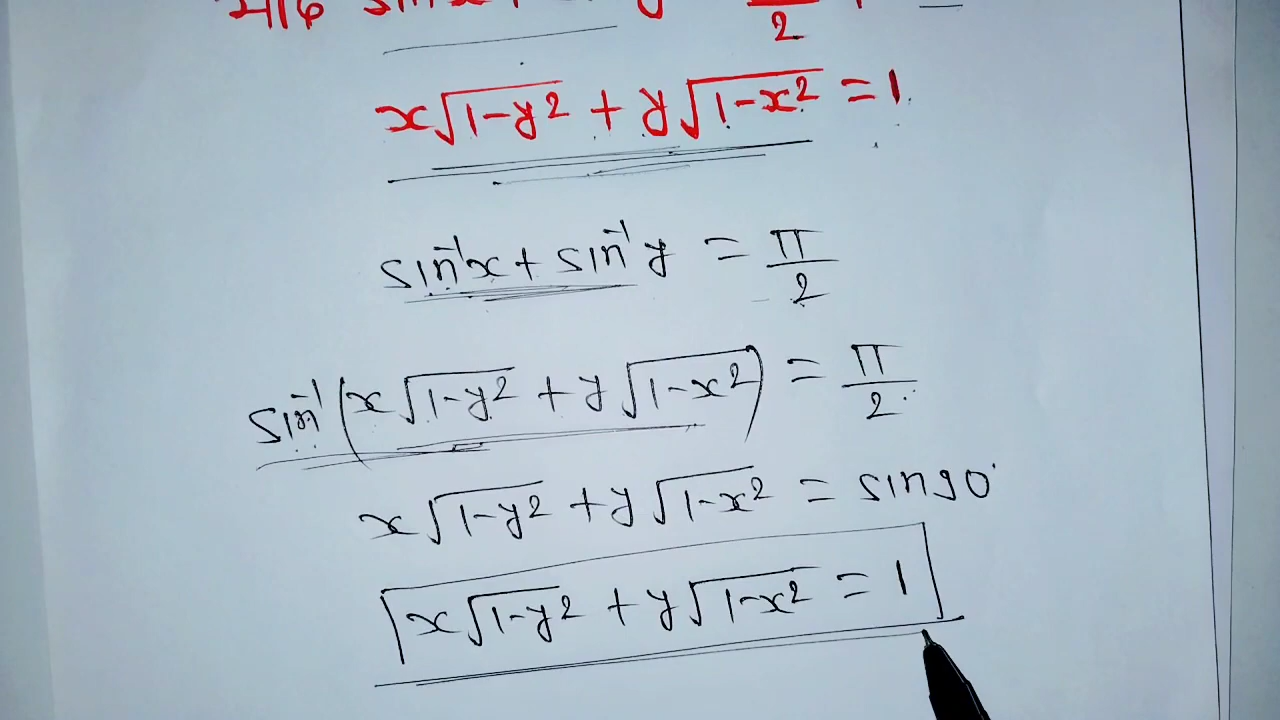 x√1-y² + y√1-x² = 1
sin⁻¹x + sin⁻¹y = π/2
sin⁻¹(x√1-y² + y√1-x²) = π/2
x√1-y² + y√1-x² = sin90°
x√1-y² + y√1-x² = 1